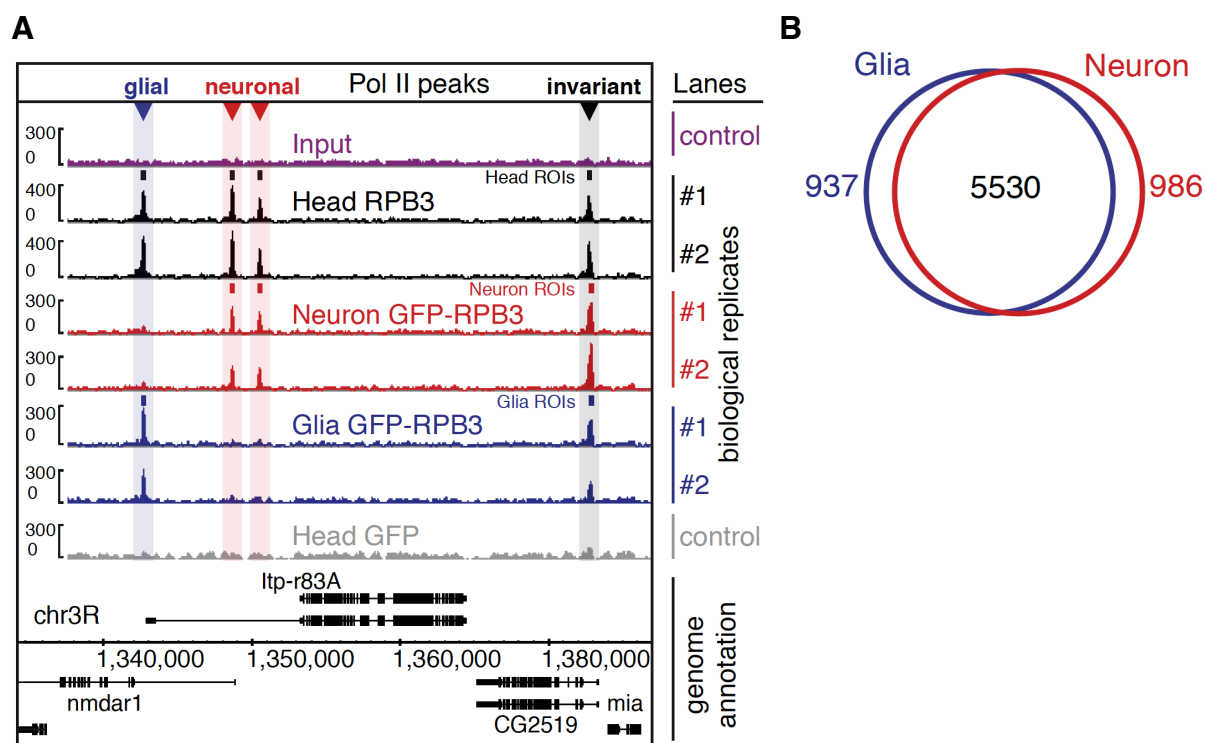 A
B
glial
neuronal
Pol II peaks
invariant
Lanes
300
0
Input
control
Head ROIs
400
0
Head RPB3
#1
400
0
#2
Neuron ROIs
300
0
Neuron GFP-RPB3
#1
300
0
#2
Glia ROIs
300
0
Glia GFP-RPB3
#1
300
0
#2
biological replicates
300
0
Head GFP
control
Itp-r83A
chr3R
1,340,000
1,350,000
1,360,000
1,380,000
nmdar1
CG2519
mia
genome
annotation
Glia
Neuron
937
5530
986